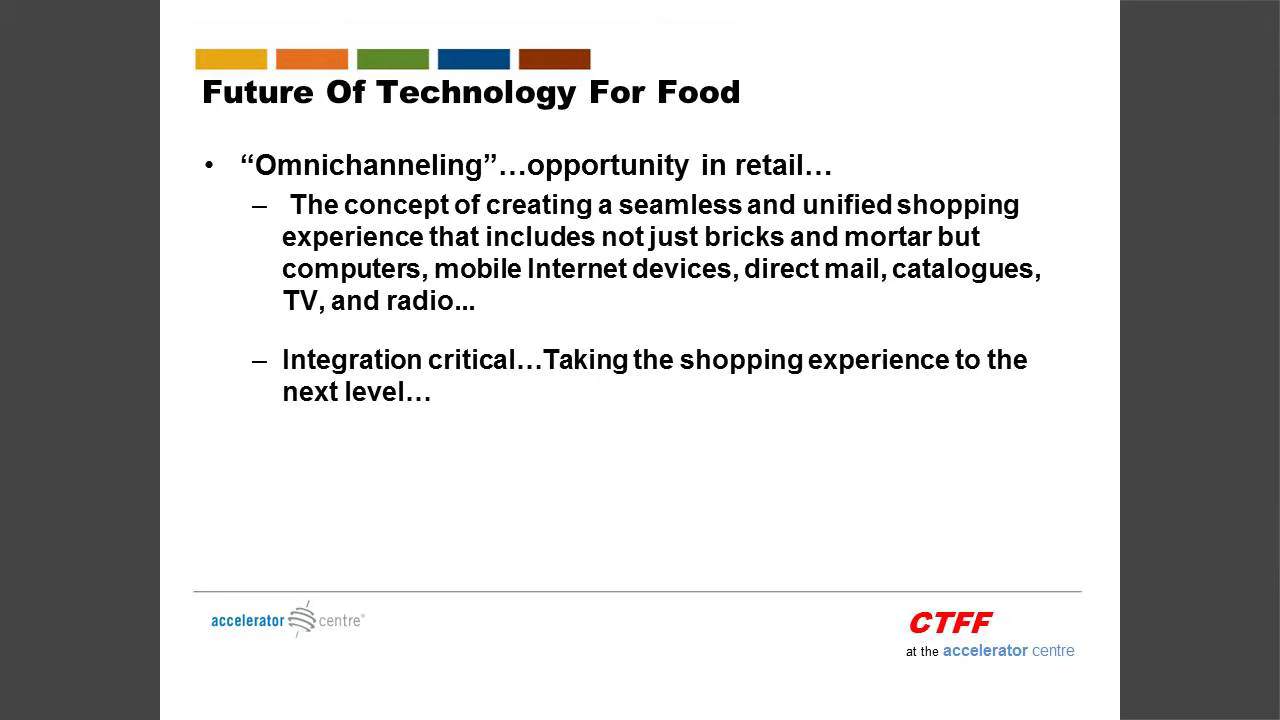 Future Of Technology For Food
• “Omnichanneling”…opportunity in retail…
– The concept of creating a seamless and unified shopping
experience that includes not just bricks and mortar but
computers, mobile Internet devices, direct mail, catalogues,
TV, and radio...
– Integration critical…Taking the shopping experience to the
next level…
accelerator centre®
CTFF
at the accelerator centre